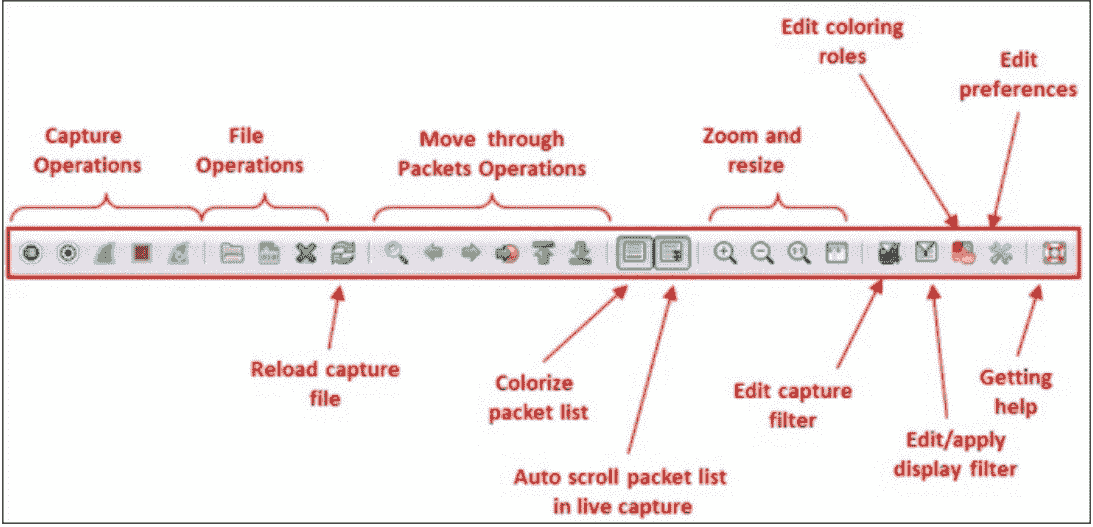 Edit coloring
roles
Edit
preferences
Capture
Operations
File
Operations
Move through
Packets Operations
Zoom and
resize
Reload capture
file
Colorize
packet list
Auto scroll packet list
in live capture
Edit capture
filter
Edit/apply
display filter
Getting
help